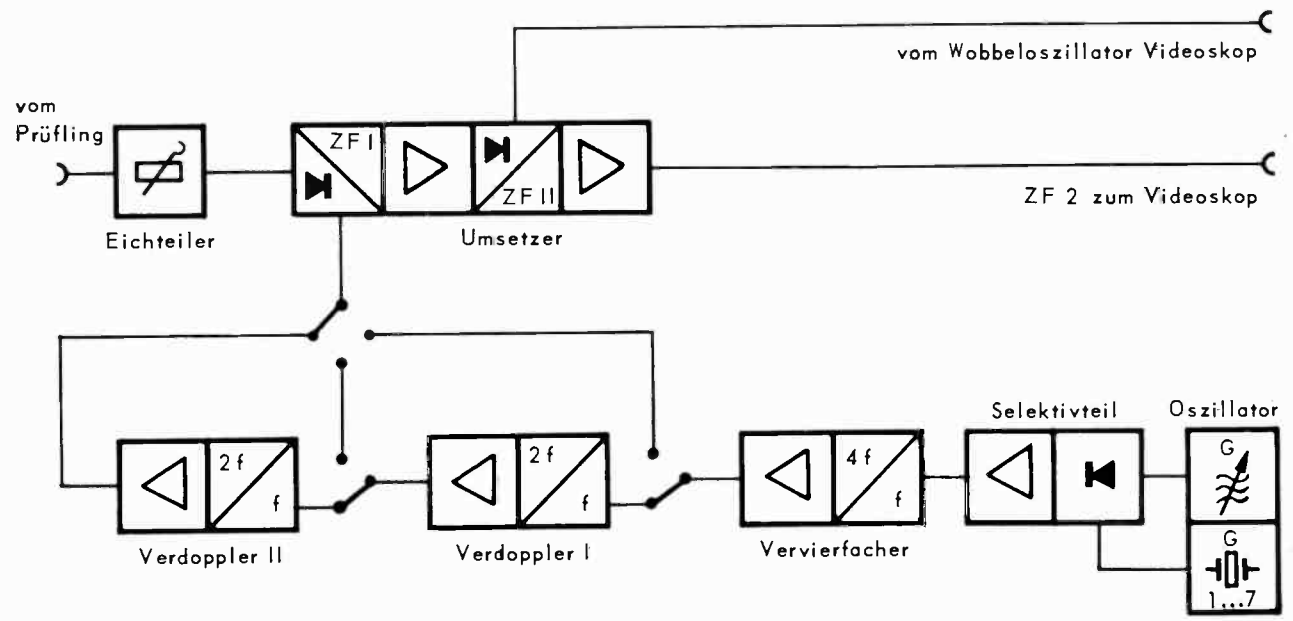 vom Wobbeloszillator Videoskop
vom
Prüfling
ZF I
ZF II
ZF 2 zum Videoskop
Eichteiler
Umsetzer
Selektivteil
Oszillator
2 f
f
2 f
f
4 f
f
G
G
1...7
Verdoppler II
Verdoppler I
Vervierfacher